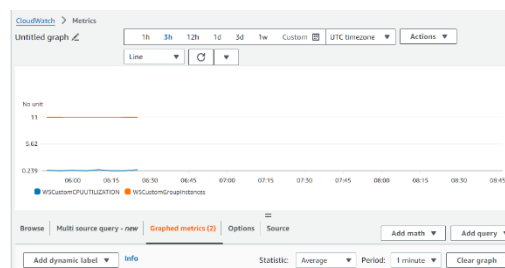 CloudWatch > Metrics
Untitled graph
1h 3h 12h 1d 3d 1w Custom UTC timezone Actions
Line
No unit
11
5.62
0.239
06:00 06:15 06:30 06:45 07:00 07:15 07:30 07:45 08:00 08:15 08:30 08:45
WSCustomCPUUTILIZATION WSCustomGroupInstances
Browse Multi source query - new Graphed metrics (2) Options Source Add math Add query
Add dynamic label Info Statistic: Average Period: 1 minute Clear graph